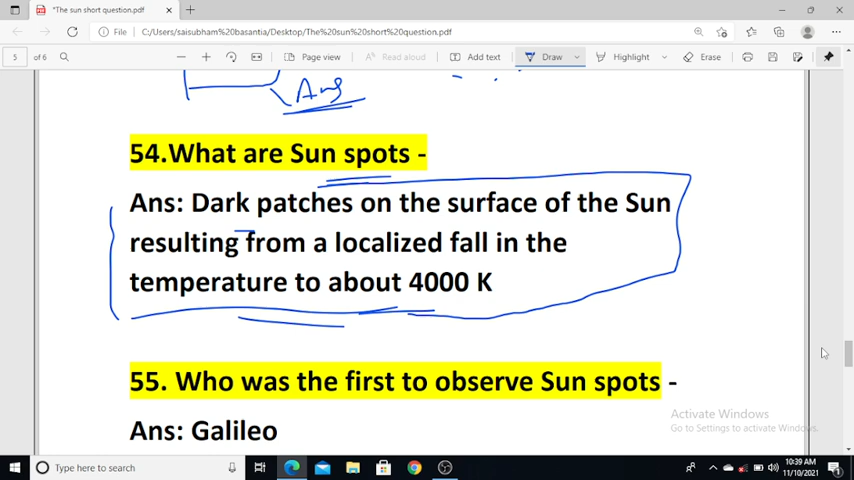 *The sun short question.pdf
File
C:/Users/saisubham%20basantia/Desktop/The%20sun%20short%20question.pdf
5 of 6
Page view
Read aloud
Add text
Draw
Highlight
Erase
Ans
54.What are Sun spots -
Ans: Dark patches on the surface of the Sun
resulting from a localized fall in the
temperature to about 4000 K
55. Who was the first to observe Sun spots -
Ans: Galileo
Activate Windows
Go to Settings to activate Windows.
Type here to search
10:39 AM
11/10/2021